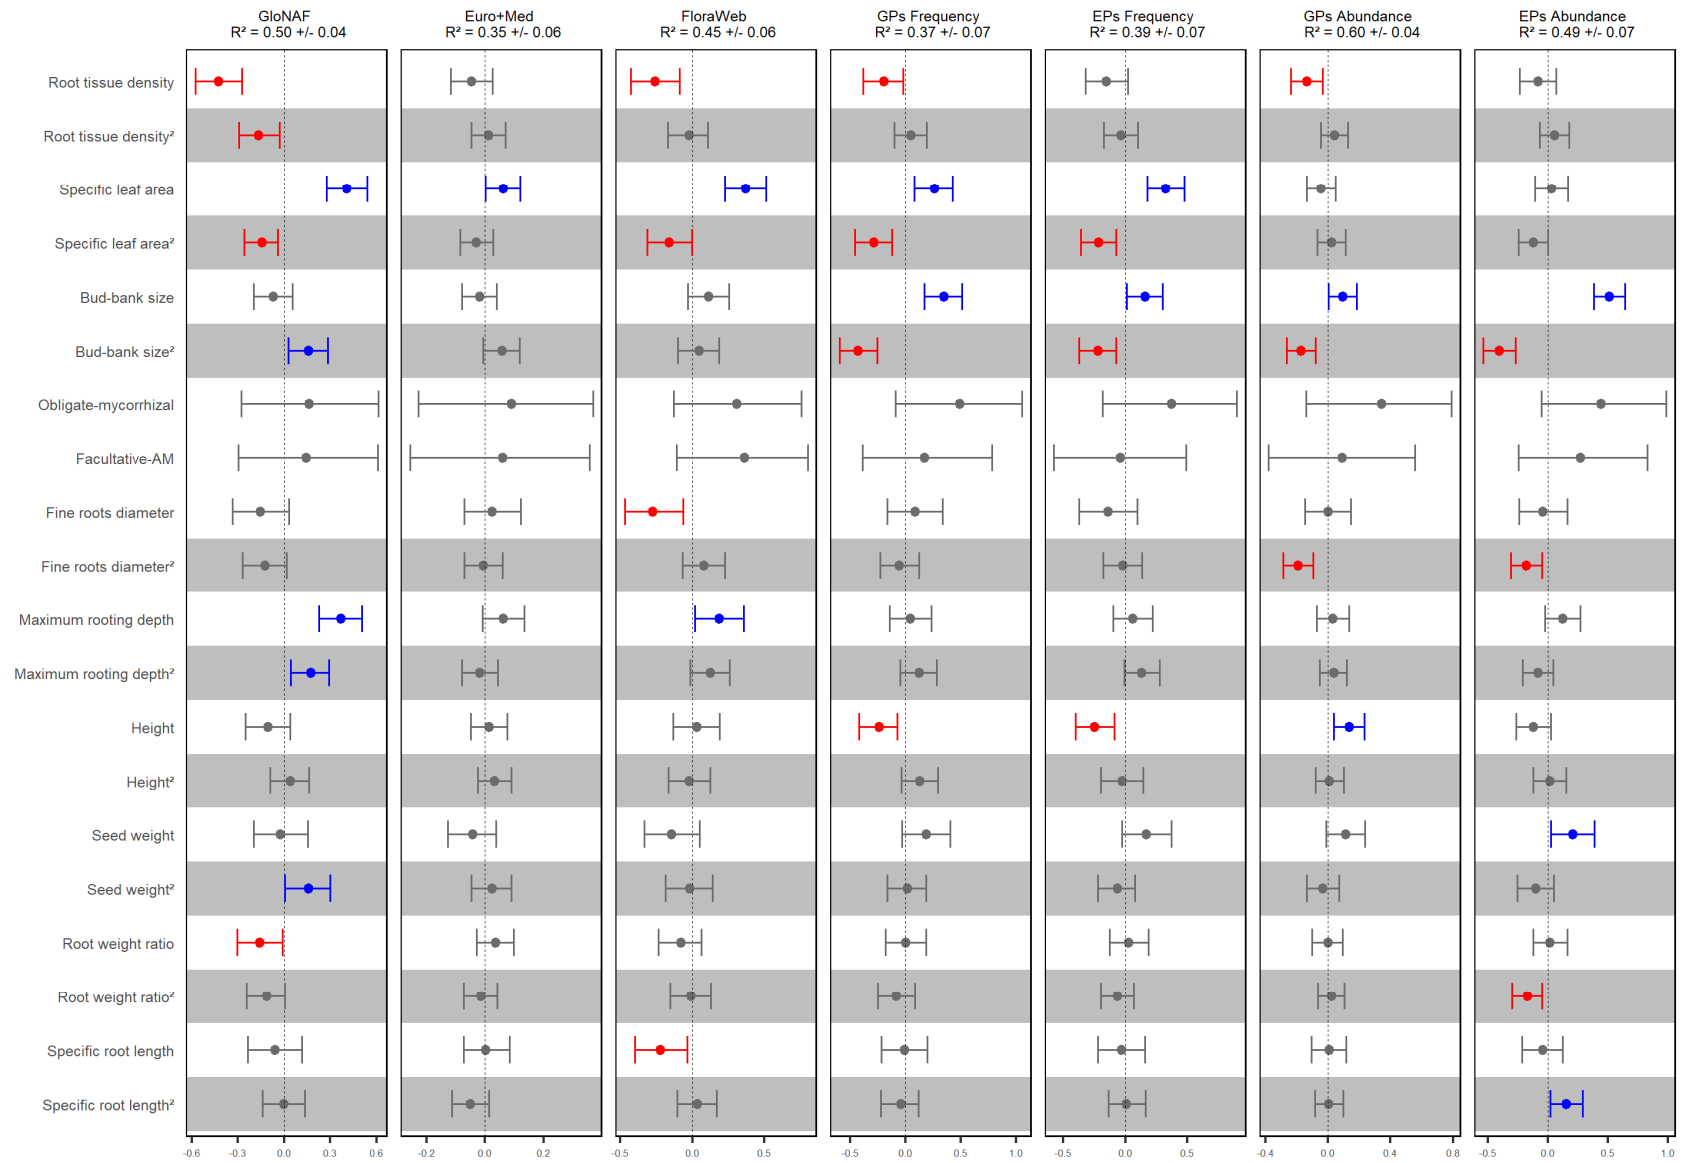 GloNAF
R² = 0.50 +/- 0.04
Euro+Med
R² = 0.35 +/- 0.06
FloraWeb
R² = 0.45 +/- 0.06
GPs Frequency
R² = 0.37 +/- 0.07
EPs Frequency
R² = 0.39 +/- 0.07
GPs Abundance
R² = 0.60 +/- 0.04
EPs Abundance
R² = 0.49 +/- 0.07
Root tissue density
Root tissue density²
Specific leaf area
Specific leaf area²
Bud-bank size
Bud-bank size²
Obligate-mycorrhizal
Facultative-AM
Fine roots diameter
Fine roots diameter²
Maximum rooting depth
Maximum rooting depth²
Height
Height²
Seed weight
Seed weight²
Root weight ratio
Root weight ratio²
Specific root length
Specific root length²
-0.6 -0.3 0.0 0.3 0.6
-0.2 0.0 0.2
-0.5 0.0 0.5
-0.5 0.0 0.5 1.0
-0.5 0.0 0.5
-0.4 0.0 0.4 0.8
-0.5 0.0 0.5 1.0